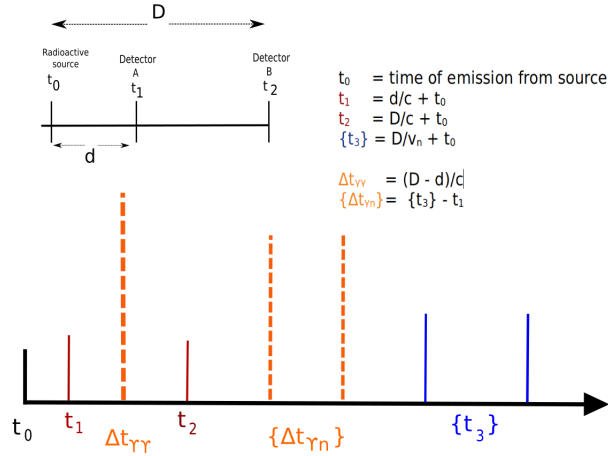 D
Radioactive
source
t₀
Detector
A
t₁
Detector
B
t₂
d
t₀ = time of emission from source
t₁ = d/c + t₀
t₂ = D/c + t₀
{t₃} = D/vₙ + t₀
Δtγγ = (D - d)/c
{Δtγn} = {t₃} - t₁
t₀
t₁
Δtγγ
t₂
{Δtγn}
{t₃}